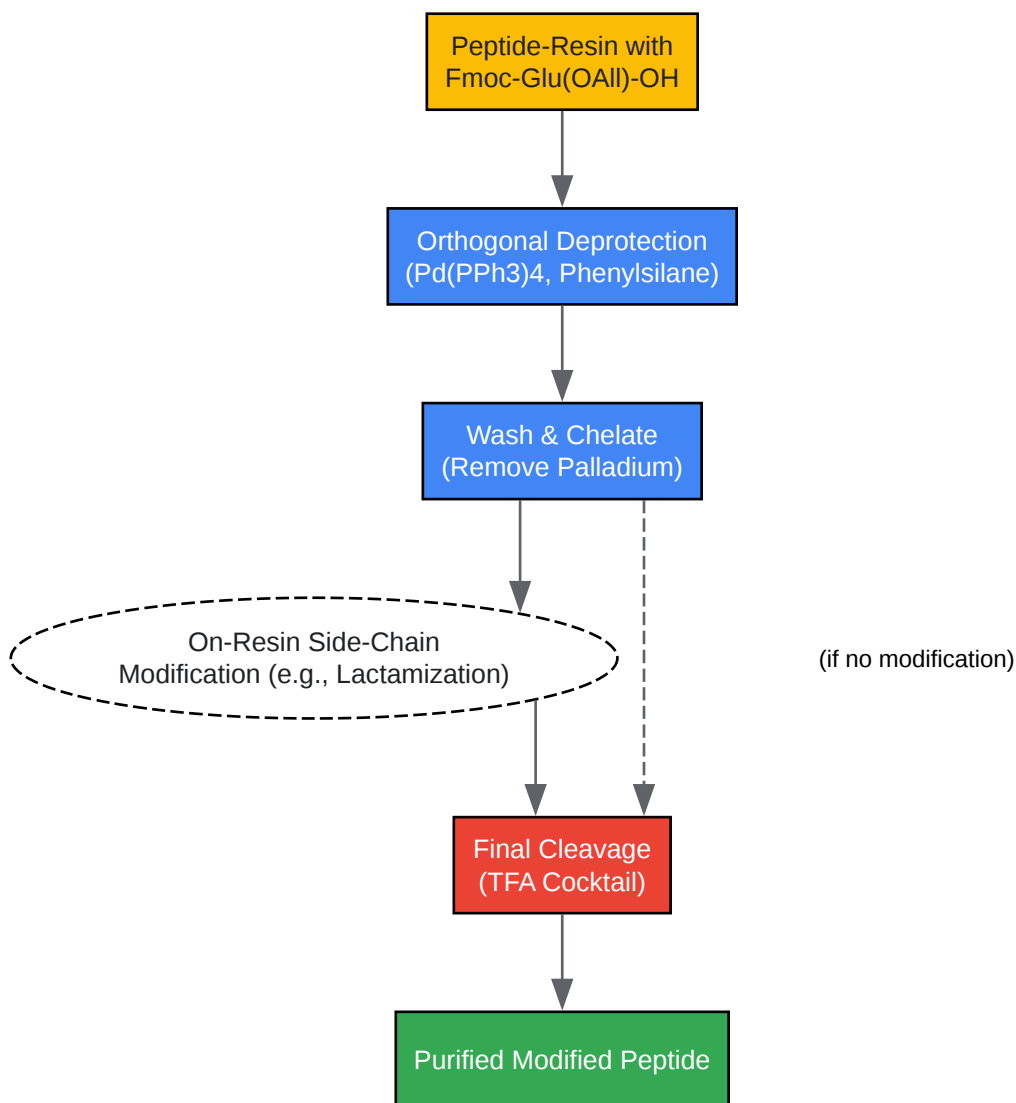 Peptide-Resin with
Fmoc-Glu(OAll)-OH
Orthogonal Deprotection
(Pd(PPh3)4, Phenylsilane)
Wash & Chelate
(Remove Palladium)
On-Resin Side-Chain
Modification (e.g., Lactamization)
(if no modification)
Final Cleavage
(TFA Cocktail)
Purified Modified Peptide